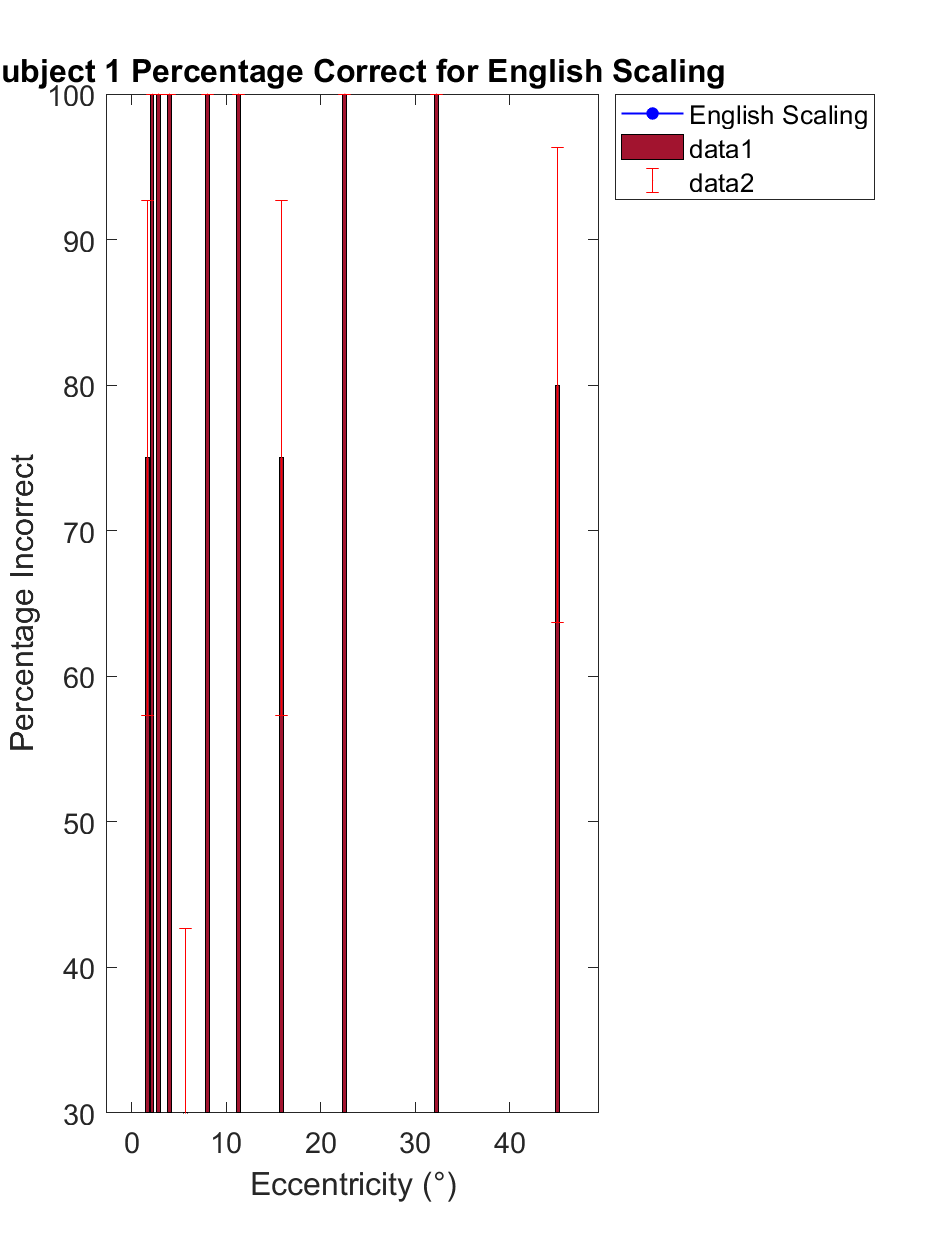 ubject 1 Percentage Correct for English Scaling
English Scaling
data1
data2
100
90
80
70
60
50
40
30
Percentage Incorrect
0 10 20 30 40
Eccentricity (°)